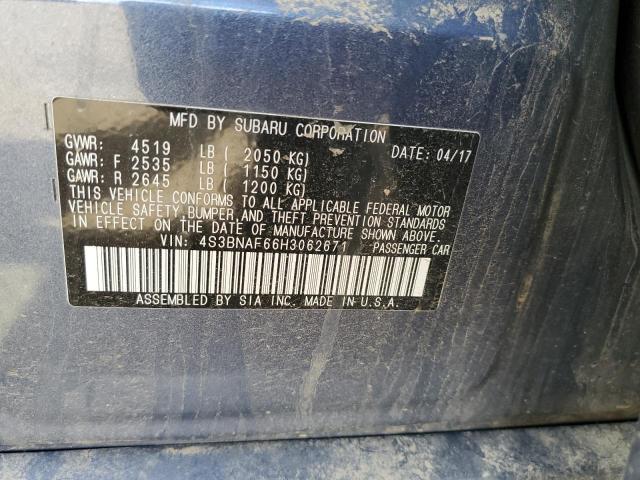 MFD BY SUBARU CORPORATION
GVWR: 4519 LB ( 2050 KG) DATE: 04/17
GAWR: F 2535 LB ( 1150 KG)
GAWR: R 2645 LB ( 1200 KG)
THIS VEHICLE CONFORMS TO ALL APPLICABLE FEDERAL MOTOR
VEHICLE SAFETY, BUMPER, AND THEFT PREVENTION STANDARDS
IN EFFECT ON THE DATE OF MANUFACTURE SHOWN ABOVE.
VIN: 4S3BNAF66H3062671 PASSENGER CAR
ASSEMBLED BY SIA INC. MADE IN U.S.A.